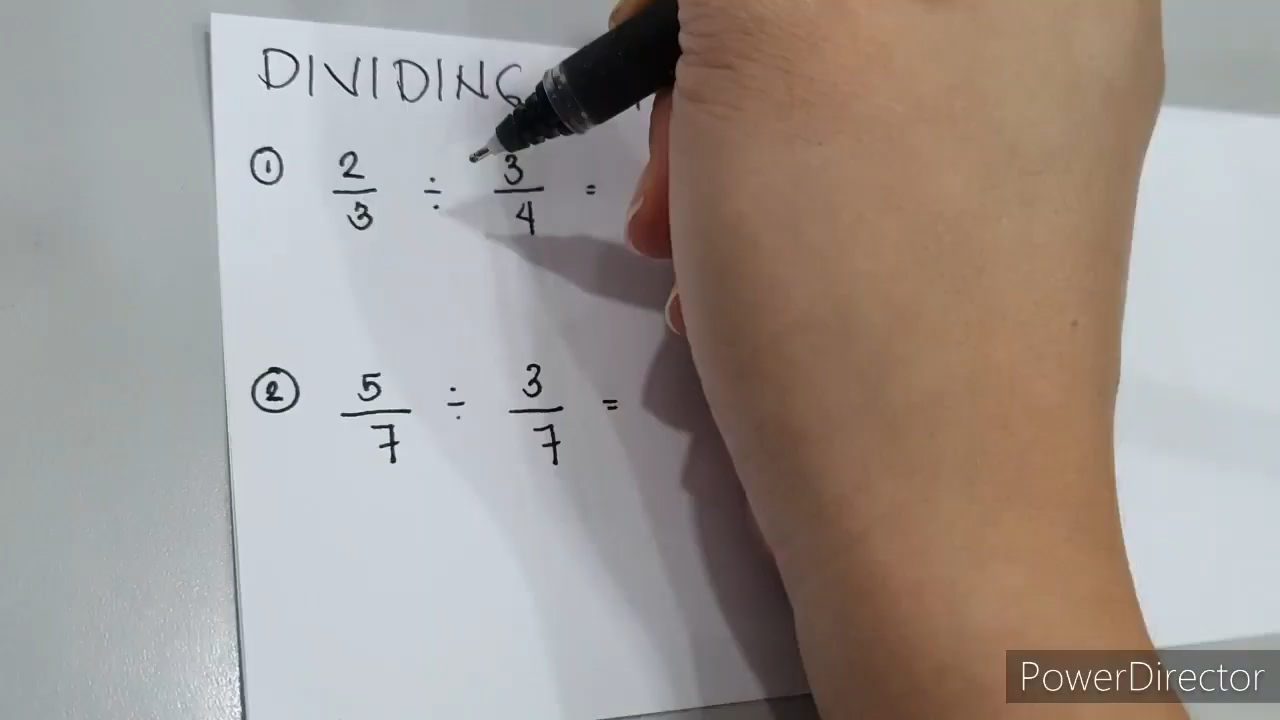 DIVIDING
① 2/3 ÷ 3/4 =
② 5/7 ÷ 3/7 =
PowerDirector